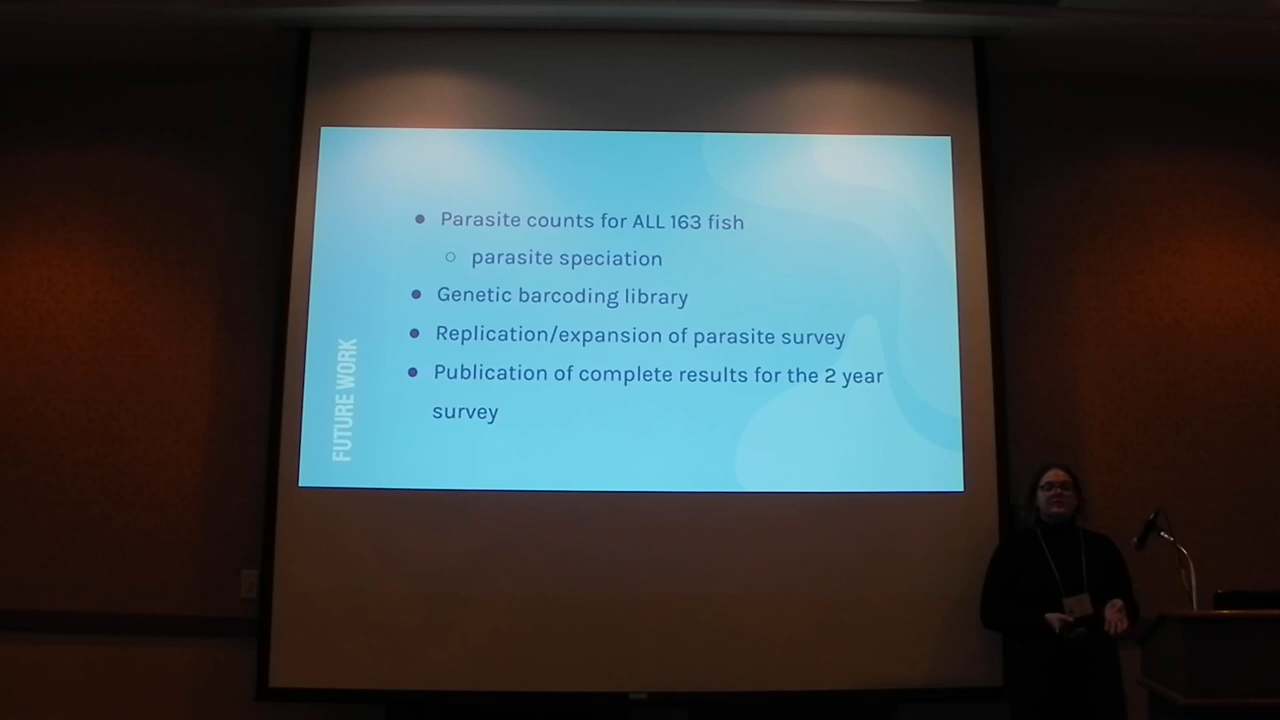 Parasite counts for ALL 163 fish
parasite speciation
Genetic barcoding library
Replication/expansion of parasite survey
Publication of complete results for the 2 year
survey
FUTURE WORK